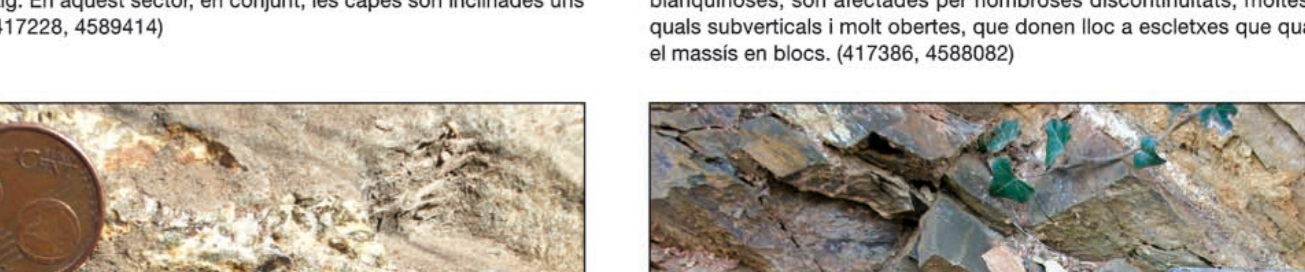 En aquest sector, en conjunt, les capes són inclinades uns
417228, 4589414)
blanquinoses, són afectades per nombroses discontinuïtats, moltes
quals subverticals i molt obertes, que donen lloc a escletxes que
el massís en blocs. (417386, 4588082)